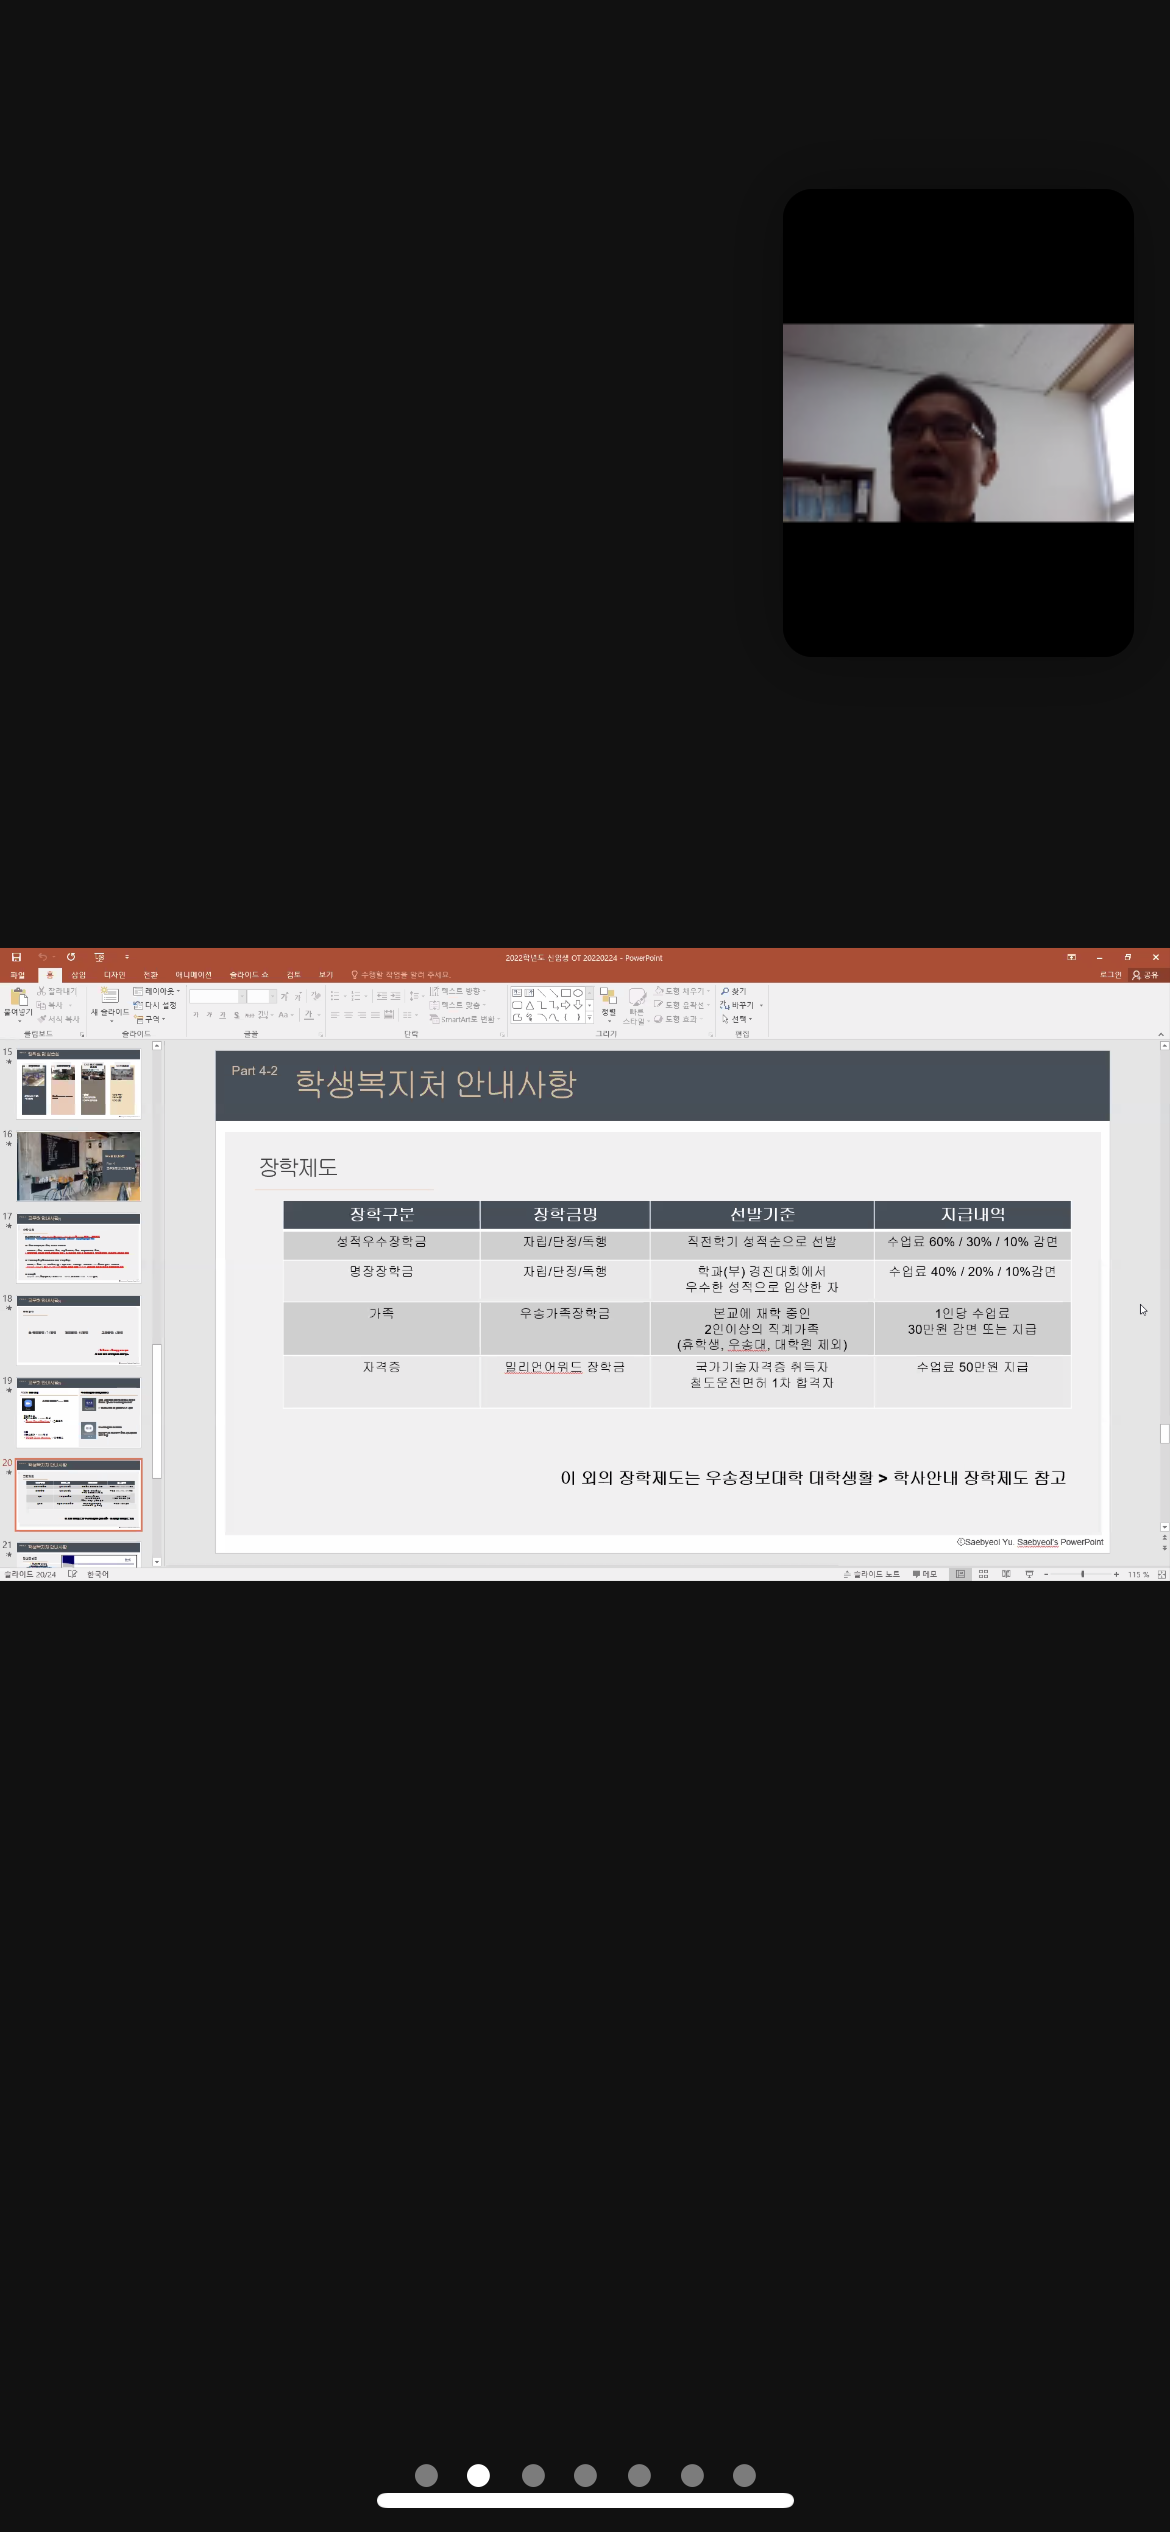 2022학년도 신입생 OT 20220224 - PowerPoint
파일 홈 삽입 디자인 전환 애니메이션 슬라이드 쇼 검토 보기 수행할 작업을 알려 주세요. 로그인 공유
붙여넣기 잘라내기 복사 서식 복사
새 슬라이드 레이아웃 다시 설정 구역
텍스트 방향 텍스트 맞춤 SmartArt로 변환
정렬 빠른 스타일 도형 채우기 도형 윤곽선 도형 효과
찾기 바꾸기 선택
클립보드 슬라이드 글꼴 단락 그리기 편집
15
16
17
18
19
20
21
Part 4-2 학생복지처 안내사항
장학제도
장학구분 장학금명 선발기준 지급내역
성적우수장학금 자립/단정/독행 직전학기 성적순으로 선발 수업료 60% / 30% / 10% 감면
명장장학금 자립/단정/독행 학과(부) 경진대회에서 수업료 40% / 20% / 10%감면
우수한 성적으로 입상한 자
가족 우송가족장학금 본교에 재학 중인 1인당 수업료
2인이상의 직계가족 30만원 감면 또는 지급
(휴학생, 우송대, 대학원 제외)
자격증 밀리언어워드 장학금 국가기술자격증 취득자 수업료 50만원 지급
철도운전면허 1차 합격자
이 외의 장학제도는 우송정보대학 대학생활 > 학사안내 장학제도 참고
ⓒSaebyeol Yu. Saebyeol's PowerPoint
슬라이드 20/24 한국어 슬라이드 노트 메모 115 %